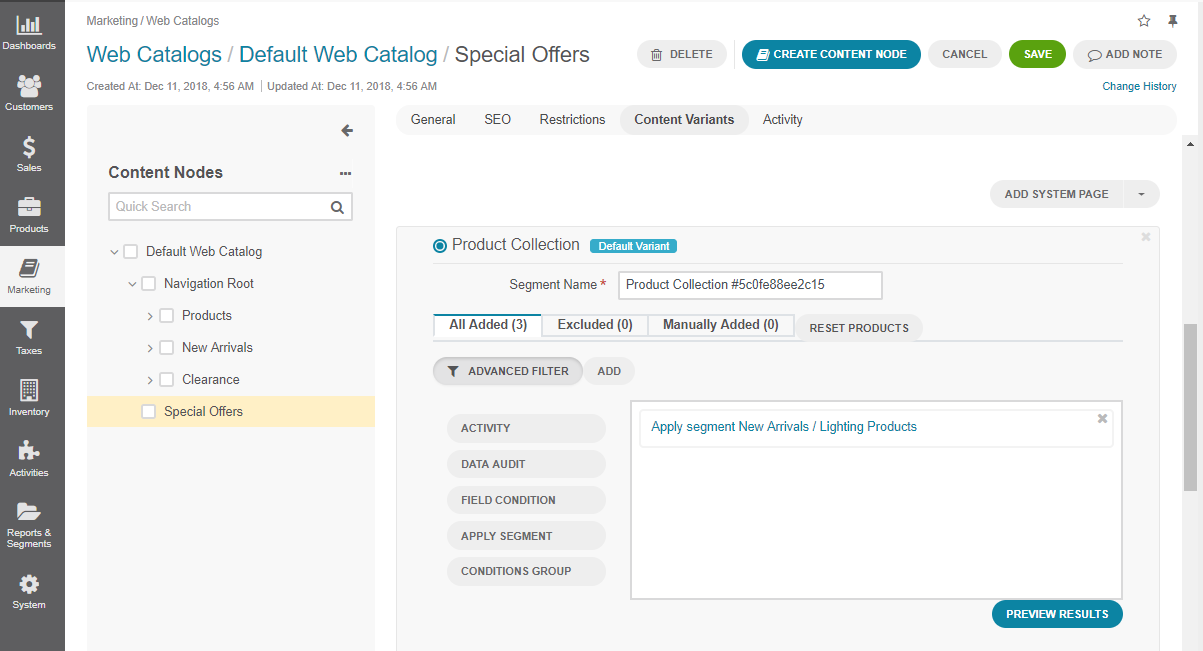 Dashboards
Customers
Sales
Products
Marketing
Taxes
Inventory
Activities
Reports &
Segments
System
Marketing / Web Catalogs
Web Catalogs / Default Web Catalog / Special Offers
DELETE
CREATE CONTENT NODE
CANCEL
SAVE
ADD NOTE
Created At: Dec 11, 2018, 4:56 AM | Updated At: Dec 11, 2018, 4:56 AM
Change History
Content Nodes
...
Quick Search
Default Web Catalog
Navigation Root
Products
New Arrivals
Clearance
Special Offers
General SEO Restrictions Content Variants Activity
ADD SYSTEM PAGE
Product Collection Default Variant
Segment Name * Product Collection #5c0fe88ee2c15
All Added (3) Excluded (0) Manually Added (0) RESET PRODUCTS
ADVANCED FILTER ADD
ACTIVITY
DATA AUDIT
FIELD CONDITION
APPLY SEGMENT
CONDITIONS GROUP
Apply segment New Arrivals / Lighting Products
PREVIEW RESULTS